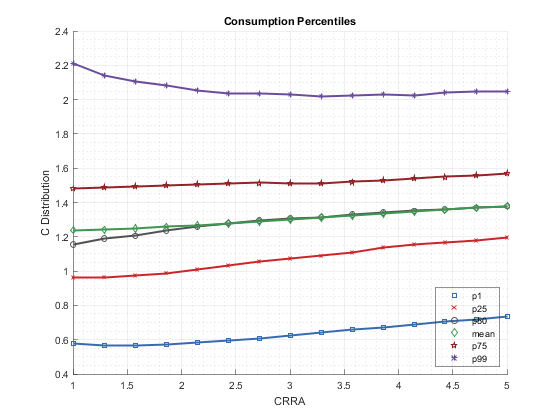 Consumption Percentiles
2.4
2.2
2
1.8
1.6
1.4
1.2
1
0.8
0.6
0.4
C Distribution
1 1.5 2 2.5 3 3.5 4 4.5 5
CRRA
p1
p25
p50
mean
p75
p99